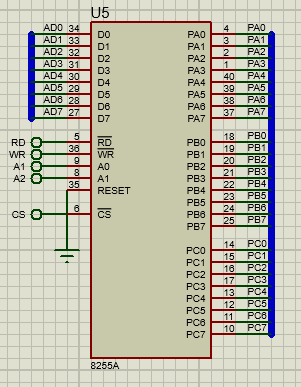 U5
AD0 34 D0 PA0 4 PA0
AD1 33 D1 PA1 3 PA1
AD2 32 D2 PA2 2 PA2
AD3 31 D3 PA3 1 PA3
AD4 30 D4 PA4 40 PA4
AD5 29 D5 PA5 39 PA5
AD6 28 D6 PA6 38 PA6
AD7 27 D7 PA7 37 PA7
RD 5 RD PB0 18 PB0
WR 36 WR PB1 19 PB1
A1 9 A0 PB2 20 PB2
A2 8 A1 PB3 21 PB3
35 RESET PB4 22 PB4
PB5 23 PB5
CS 6 CS PB6 24 PB6
PB7 25 PB7
PC0 14 PC0
PC1 15 PC1
PC2 16 PC2
PC3 17 PC3
PC4 13 PC4
PC5 12 PC5
PC6 11 PC6
PC7 10 PC7
8255A